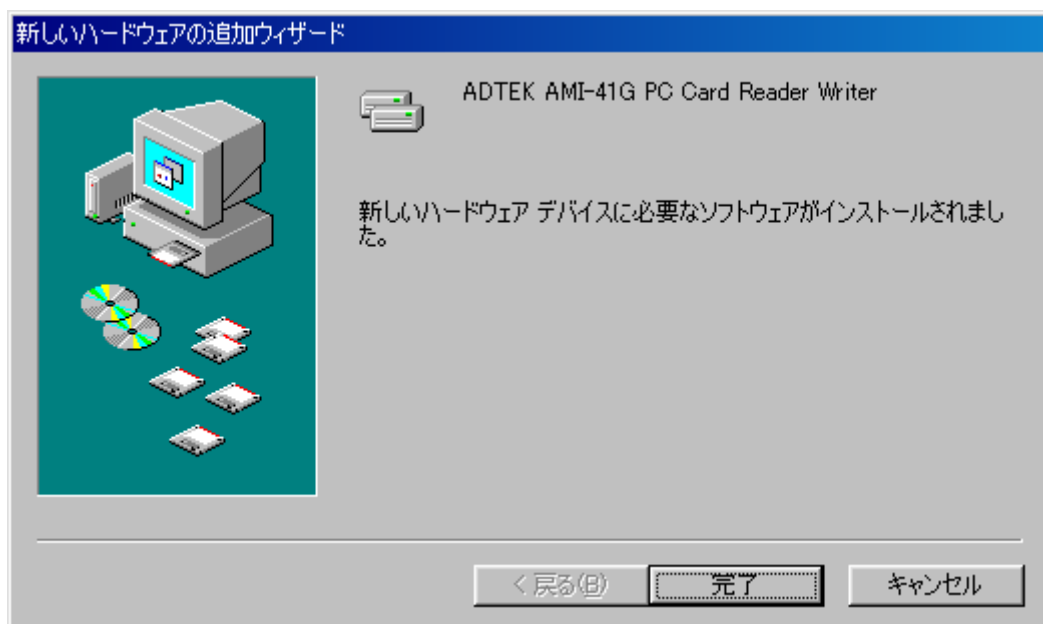 新しいハードウェアの追加ウィザード
ADTEK AMI-41G PC Card Reader Writer
新しいハードウェア デバイスに必要なソフトウェアがインストールされまし
た。
< 戻る(B)
完了
キャンセル